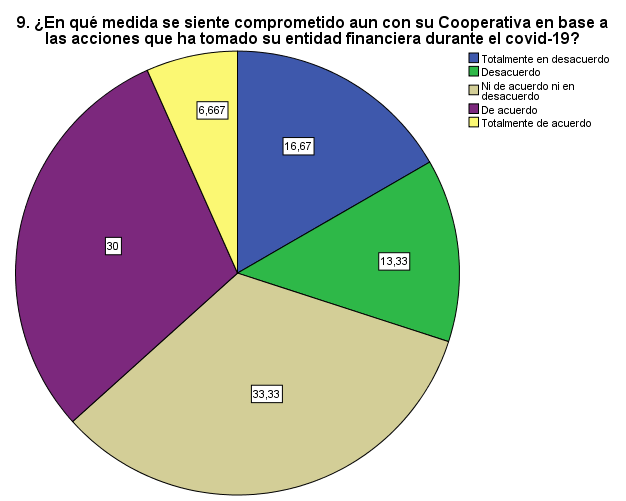 9. ¿En qué medida se siente comprometido aun con su Cooperativa en base a
las acciones que ha tomado su entidad financiera durante el covid-19?
Totalmente en desacuerdo
Desacuerdo
Ni de acuerdo ni en
desacuerdo
De acuerdo
Totalmente de acuerdo
6,667
16,67
30
13,33
33,33